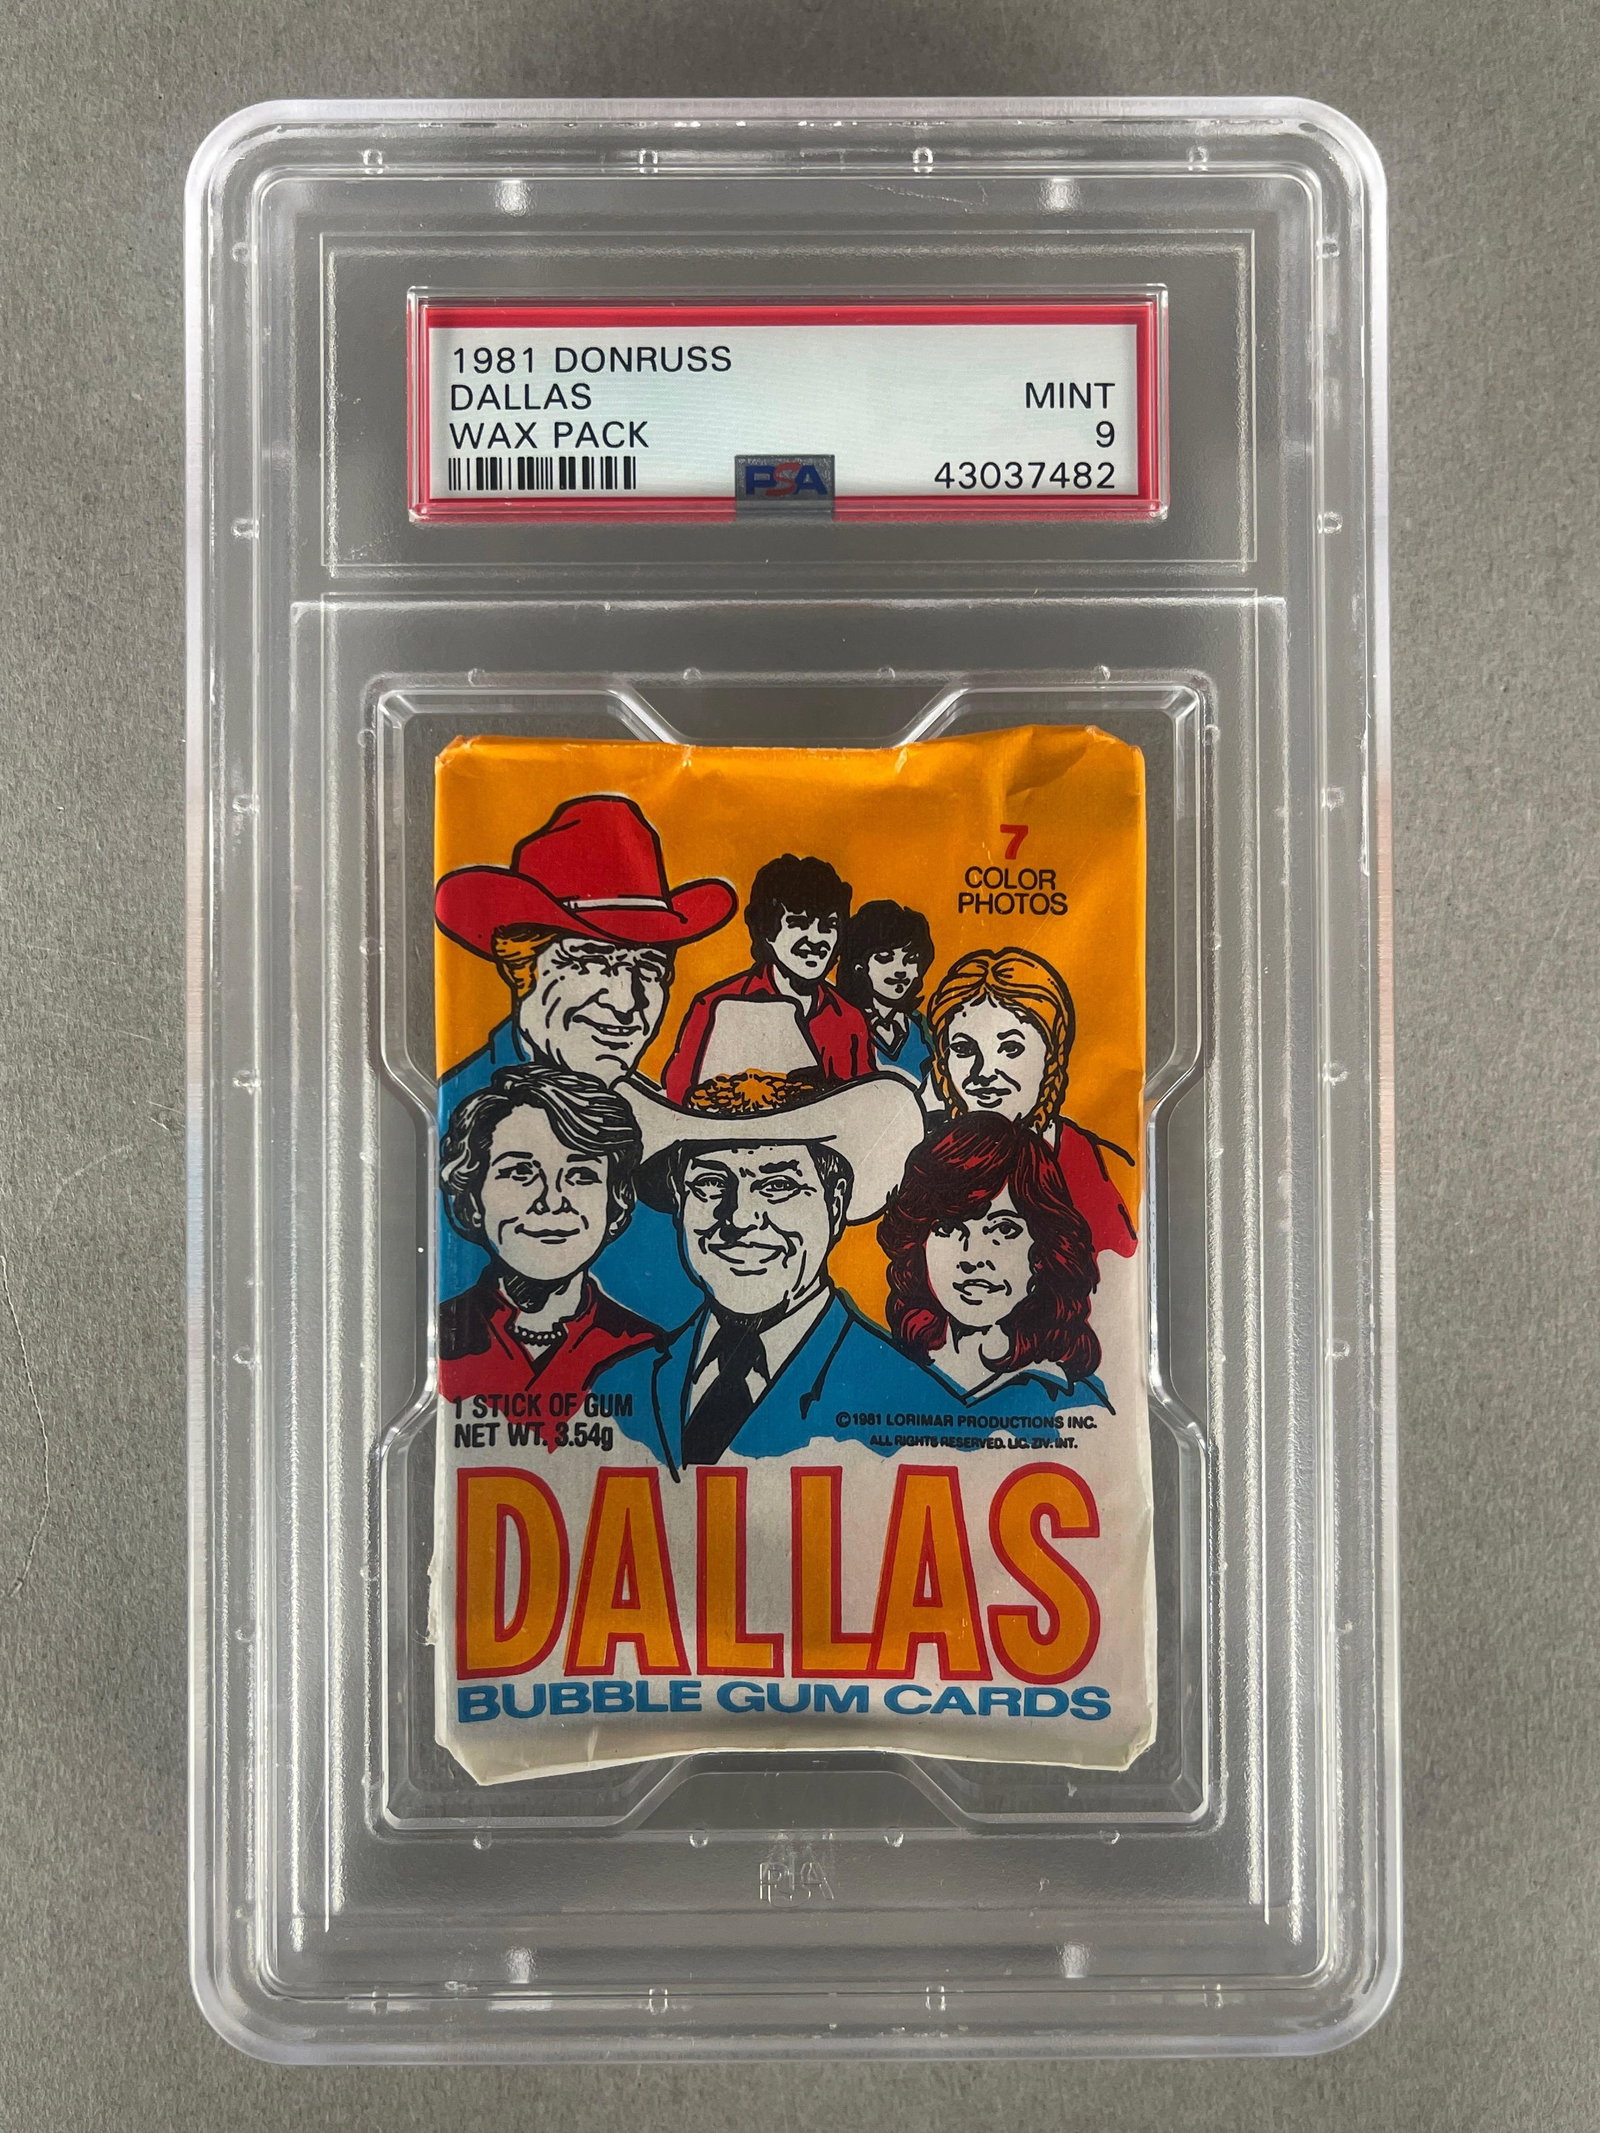 1981 DONRUSS
DALLAS MINT
WAX PACK 9
PSA 43037482
7
COLOR
PHOTOS
1 STICK OF GUM
NET WT. 3.54g
©1981 LORIMAR PRODUCTIONS INC.
ALL RIGHTS RESERVED. LIC. ZIV. INT.
DALLAS
BUBBLE GUM CARDS
PSA